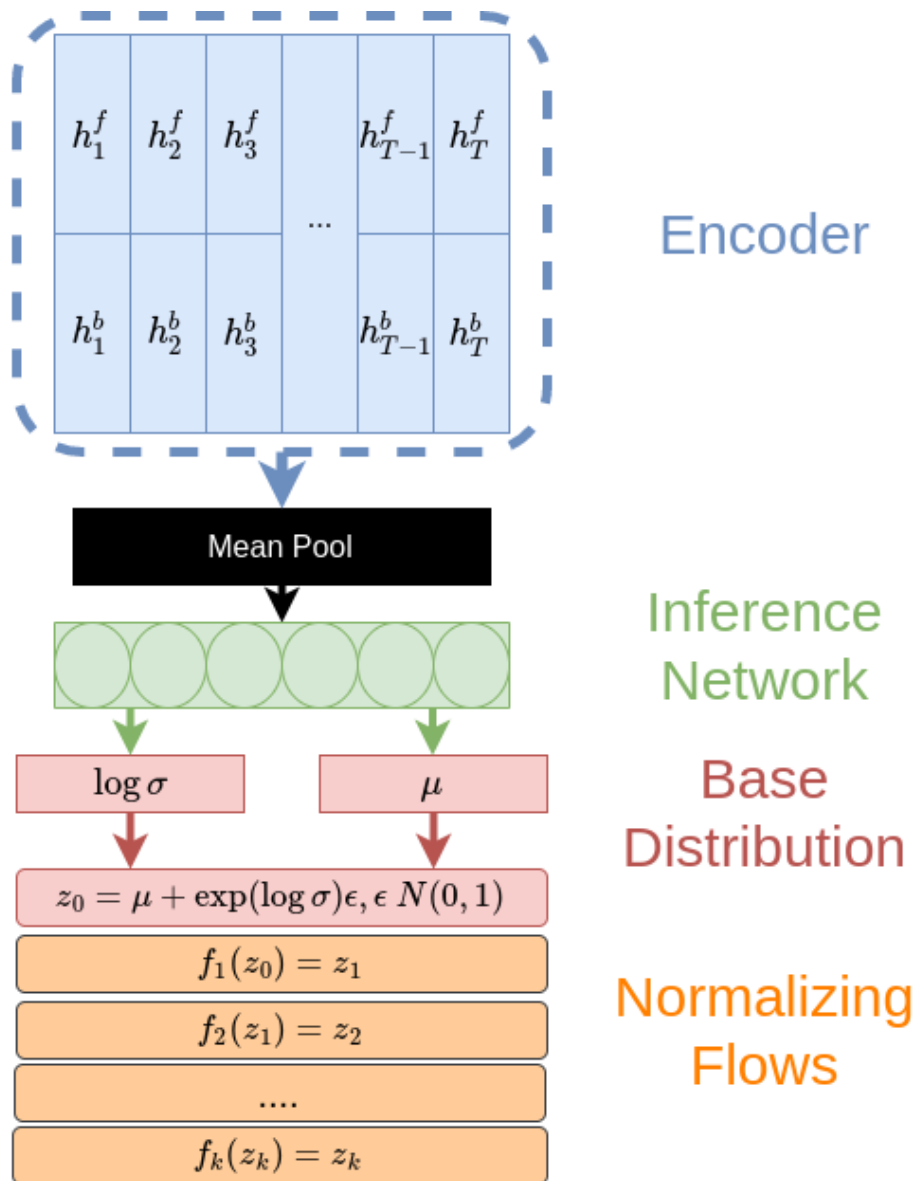 h_1^f h_2^f h_3^f ... h_{T-1}^f h_T^f
h_1^b h_2^b h_3^b h_{T-1}^b h_T^b
Encoder
Mean Pool
Inference
Network
log σ μ
Base
Distribution
z_0 = μ + exp(log σ)ϵ, ϵ N(0, 1)
f_1(z_0) = z_1
f_2(z_1) = z_2
....
f_k(z_k) = z_k
Normalizing
Flows